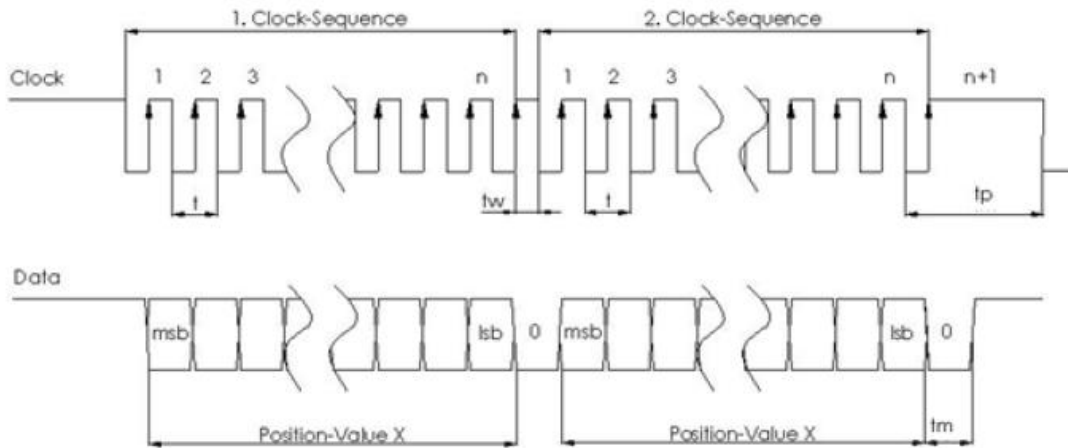 1. Clock-Sequence 2. Clock-Sequence
Clock 1 2 3 n 1 2 3 n n+1
t tw t tp
Data
msb lsb 0 msb lsb 0
Position-Value X Position-Value X tm